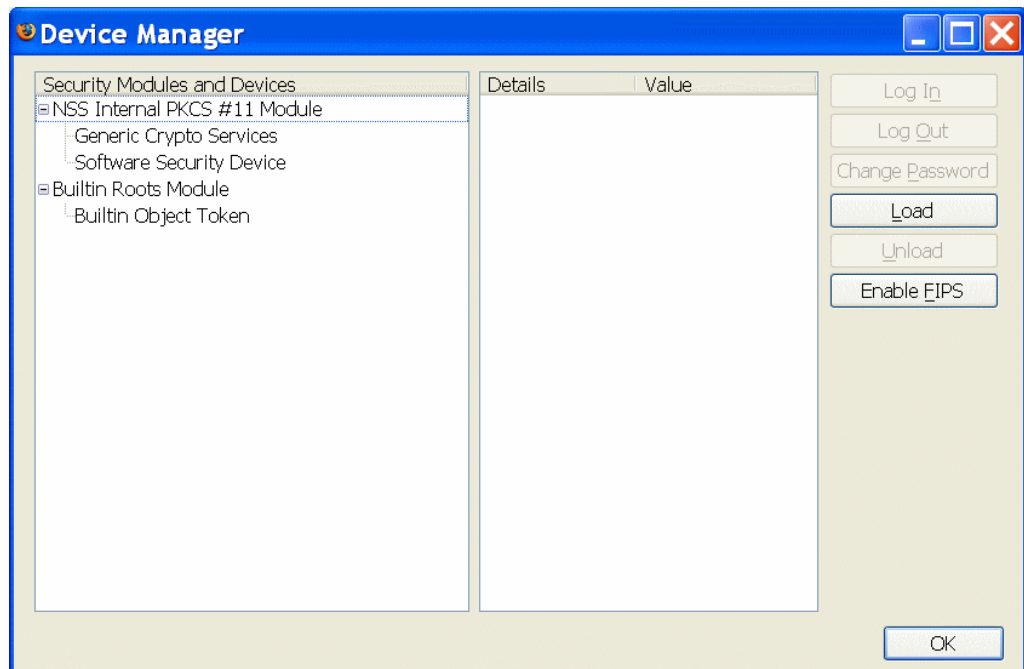 Device Manager
Security Modules and Devices
NSS Internal PKCS #11 Module
Generic Crypto Services
Software Security Device
Builtin Roots Module
Builtin Object Token
Details Value
Log In
Log Out
Change Password
Load
Unload
Enable FIPS
OK